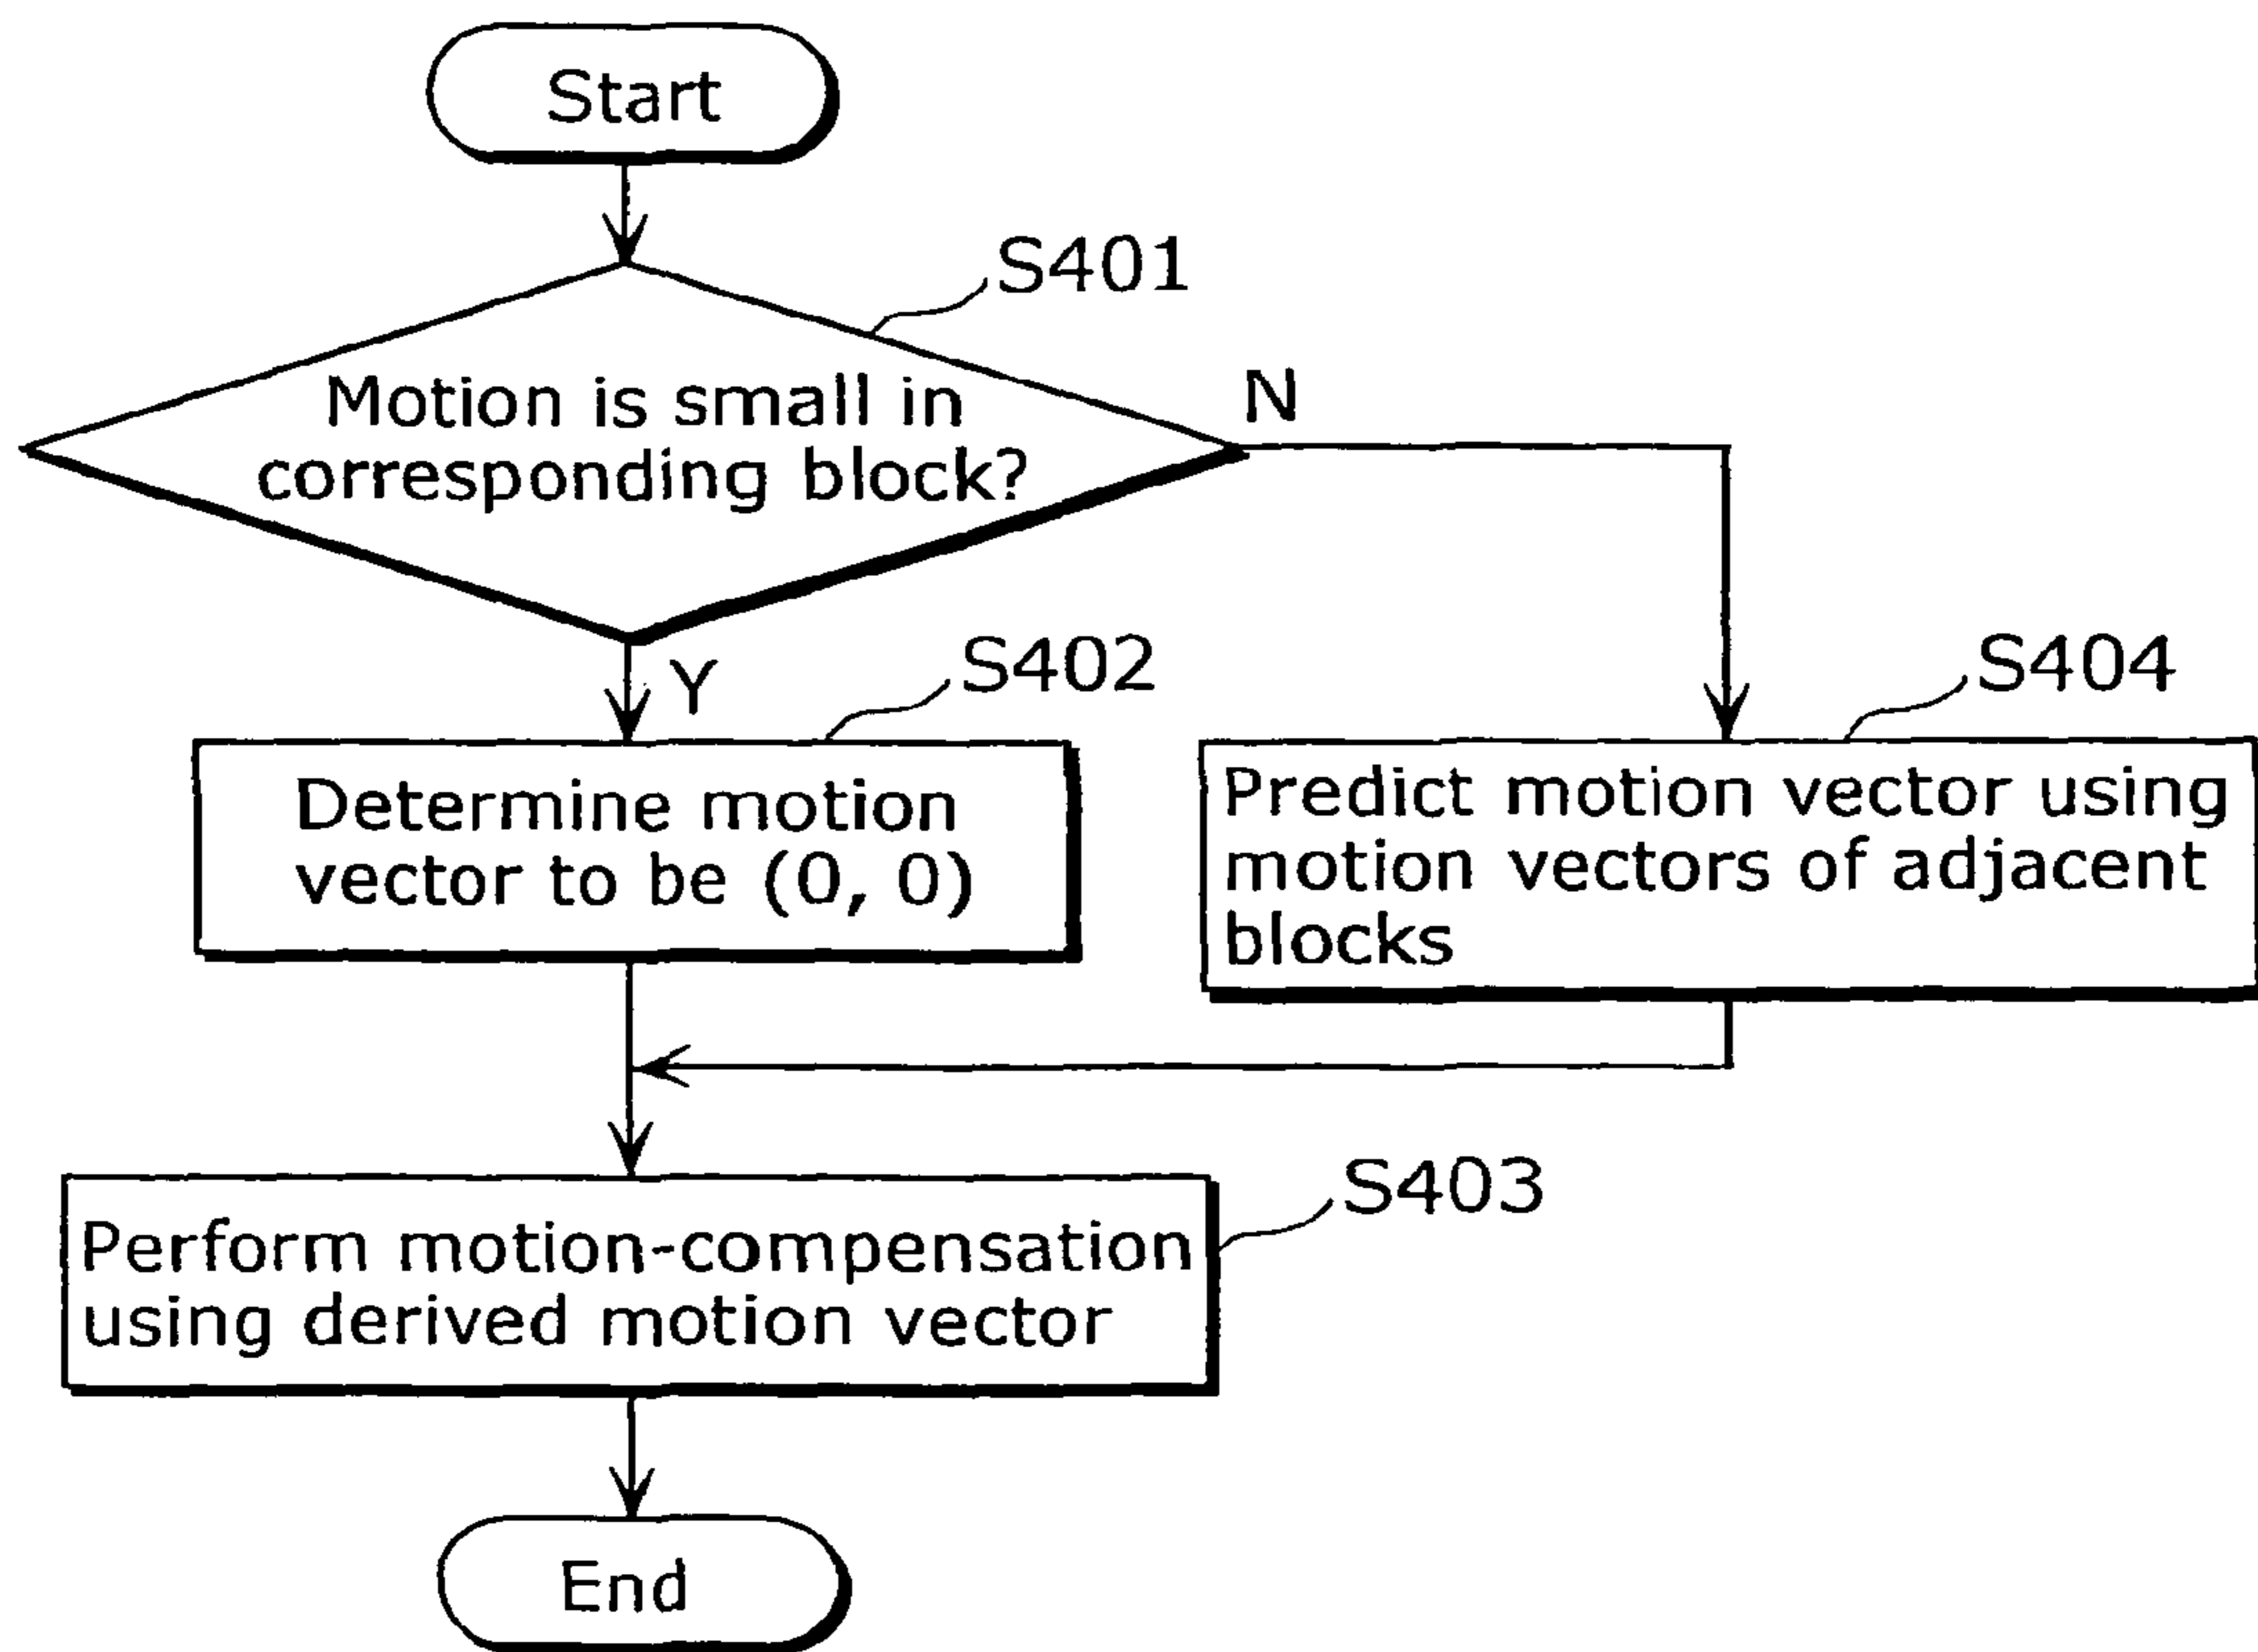 Start
S401
Motion is small in
corresponding block?
N
Y
S402
S404
Determine motion
vector to be (0, 0)
Predict motion vector using
motion vectors of adjacent
blocks
S403
Perform motion-compensation
using derived motion vector
End